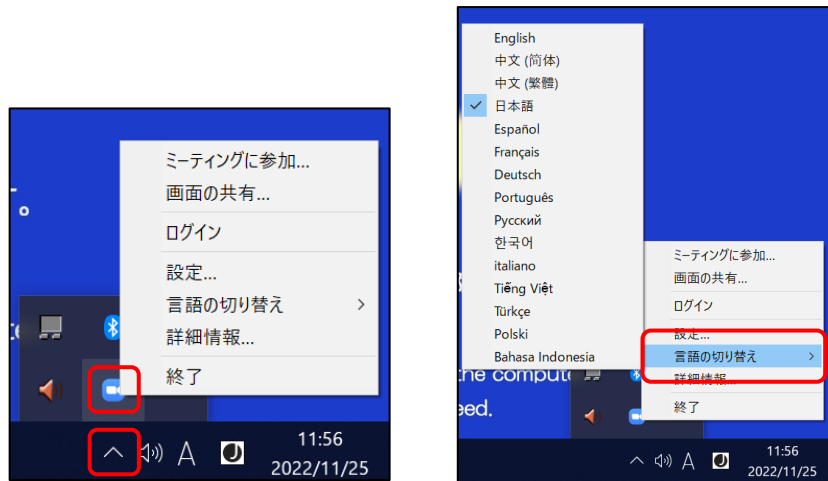 ミーティングに参加...
画面の共有...
ログイン
設定...
言語の切り替え
詳細情報...
終了
A
11:56
2022/11/25
English
中文 (简体)
中文 (繁體)
日本語
Español
Français
Deutsch
Português
Русский
한국어
italiano
Tiếng Việt
Türkçe
Polski
Bahasa Indonesia
ミーティングに参加...
画面の共有...
ログイン
設定...
言語の切り替え
詳細情報...
終了
the compute
ed.
A
11:56
2022/11/25